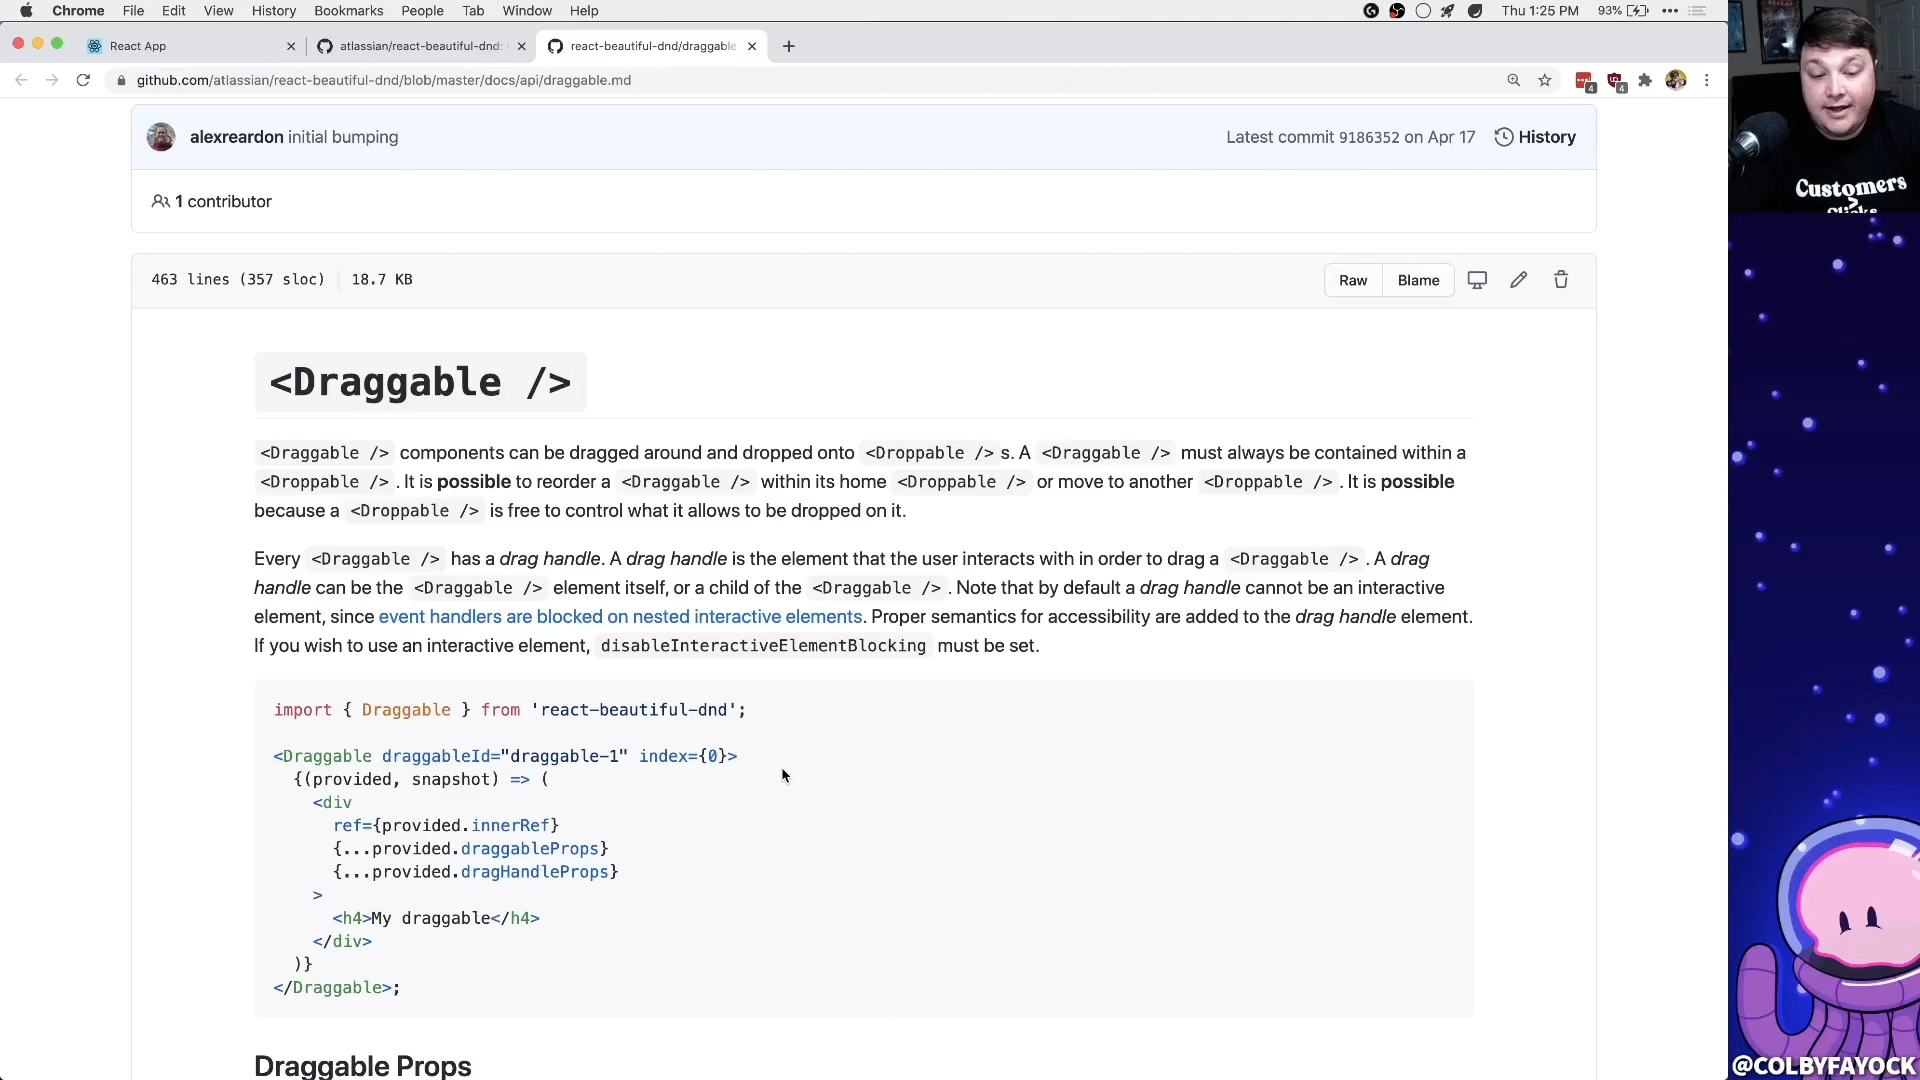 Chrome File Edit View History Bookmarks People Tab Window Help Thu 1:25 PM 93%
React App atlassian/react-beautiful-dnd: react-beautiful-dnd/draggable
github.com/atlassian/react-beautiful-dnd/blob/master/docs/api/draggable.md 4 4
alexreardon initial bumping Latest commit 9186352 on Apr 17 History
1 contributor
463 lines (357 sloc) 18.7 KB Raw Blame
<Draggable />
<Draggable /> components can be dragged around and dropped onto <Droppable /> s. A <Draggable /> must always be contained within a
<Droppable /> . It is possible to reorder a <Draggable /> within its home <Droppable /> or move to another <Droppable /> . It is possible
because a <Droppable /> is free to control what it allows to be dropped on it.
Every <Draggable /> has a drag handle. A drag handle is the element that the user interacts with in order to drag a <Draggable /> . A drag
handle can be the <Draggable /> element itself, or a child of the <Draggable /> . Note that by default a drag handle cannot be an interactive
element, since event handlers are blocked on nested interactive elements. Proper semantics for accessibility are added to the drag handle element.
If you wish to use an interactive element, disableInteractiveElementBlocking must be set.
import { Draggable } from 'react-beautiful-dnd';
<Draggable draggableId="draggable-1" index={0}>
{(provided, snapshot) => (
<div
ref={provided.innerRef}
{...provided.draggableProps}
{...provided.dragHandleProps}
>
<h4>My draggable</h4>
</div>
)}
</Draggable>;
Draggable Props
Customers
>
Clicks
@COLBYFAYOCK